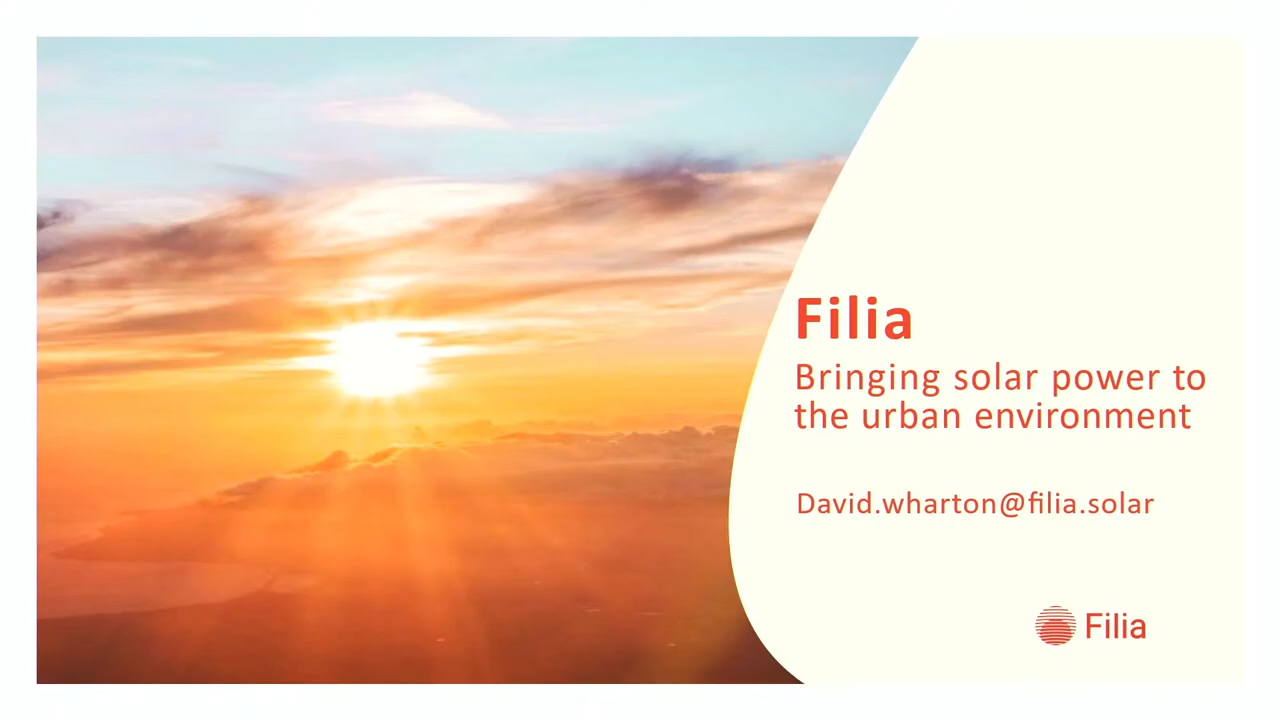 Filia
Bringing solar power to
the urban environment
David.wharton@filia.solar
Filia